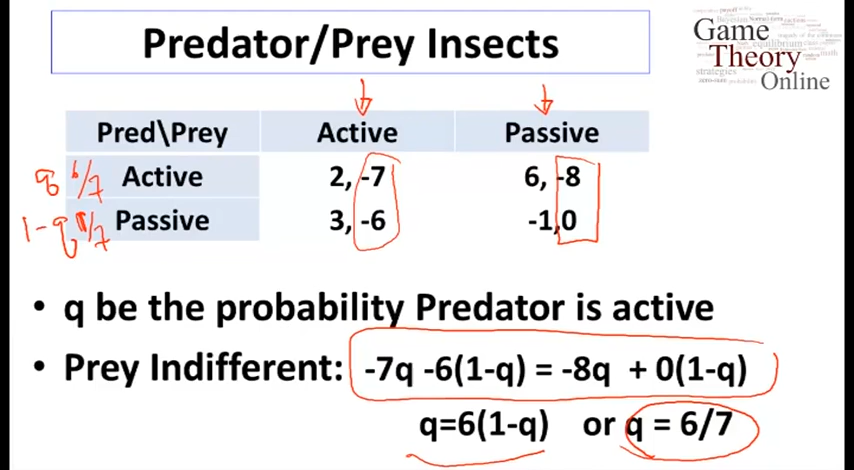 Predator/Prey Insects
Game
Theory
Online
equilibrium
strategies
Pred\Prey Active Passive
q 6/7 Active 2, -7 6, -8
1-q 1/7 Passive 3, -6 -1,0
• q be the probability Predator is active
• Prey Indifferent: -7q -6(1-q) = -8q + 0(1-q)
q=6(1-q) or q = 6/7